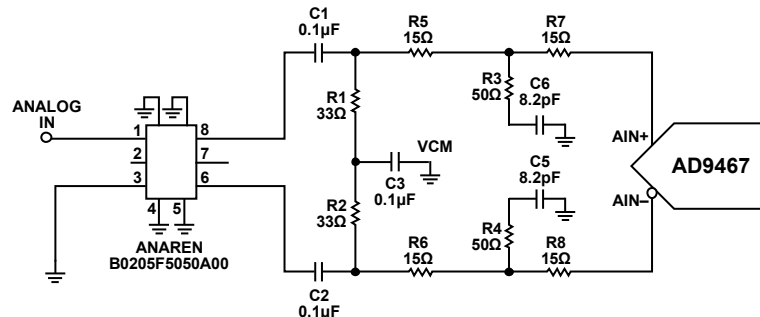 C1
0.1µF
R5
15Ω
R7
15Ω
ANALOG
IN
1
8
2
7
3
6
4
5
ANAREN
B0205F5050A00
R1
33Ω
R3
50Ω
C6
8.2pF
VCM
C3
0.1µF
AIN+
AD9467
AIN–
C5
8.2pF
R2
33Ω
R4
50Ω
R6
15Ω
R8
15Ω
C2
0.1µF